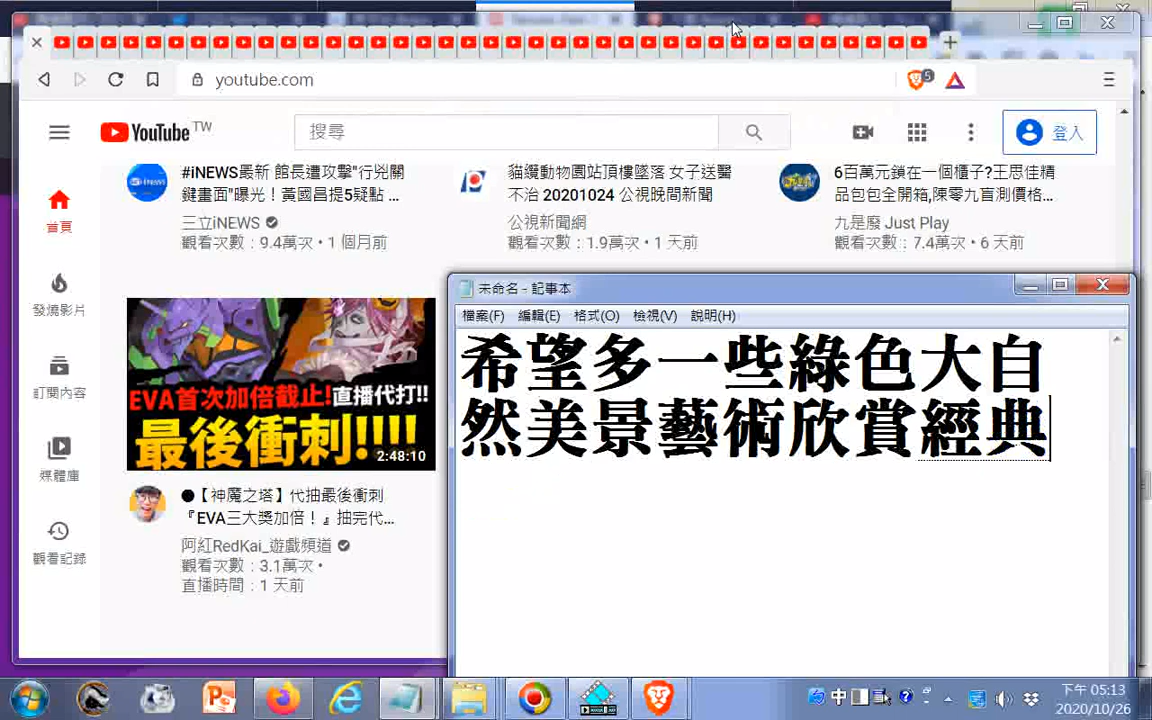 youtube.com
5
YouTube TW
搜尋
登入
首頁
發燒影片
訂閱內容
媒體庫
觀看記錄
#iNEWS最新 館長遭攻擊"行兇關
鍵畫面"曝光！黃國昌提5疑點 ...
三立iNEWS
觀看次數：9.4萬次・1 個月前
貓纜動物園站頂樓墜落 女子送醫
不治 20201024 公視晚間新聞
公視新聞網
觀看次數：1.9萬次・1 天前
6百萬元鎖在一個櫃子?王思佳精
品包包全開箱,陳零九盲測價格...
九是廢 Just Play
觀看次數：7.4萬次・6 天前
EVA首次加倍截止!直播代打!!
最後衝刺!!!!
2:48:10
●【神魔之塔】代抽最後衝刺
『EVA三大獎加倍！』抽完代...
阿紅RedKai_遊戲頻道
觀看次數：3.1萬次・
直播時間：1 天前
未命名 - 記事本
檔案(F) 編輯(E) 格式(O) 檢視(V) 說明(H)
希望多一些綠色大自
然美景藝術欣賞經典
中
下午 05:13
2020/10/26